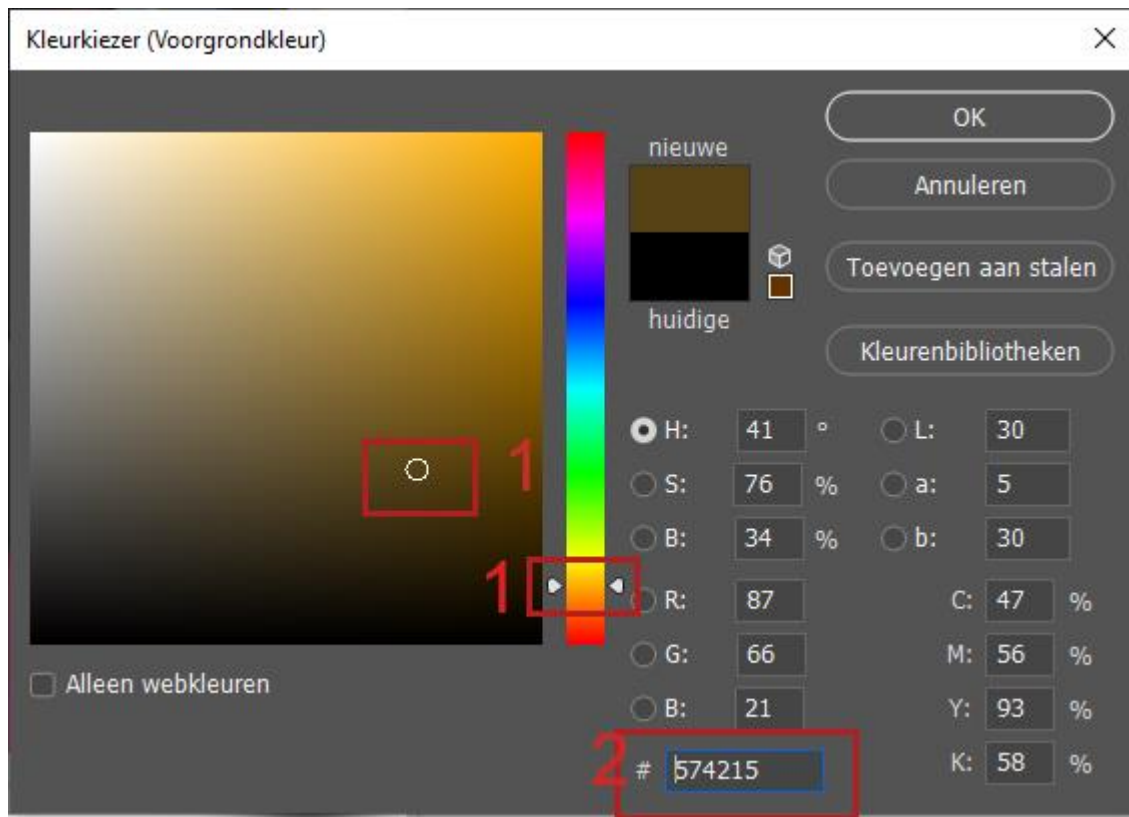 Kleurkiezer (Voorgrondkleur)
nieuwe
huidige
OK
Annuleren
Toevoegen aan stalen
Kleurenbibliotheken
1
1
Alleen webkleuren
H: 41 °
S: 76 %
B: 34 %
R: 87
G: 66
B: 21
2 # 574215
L: 30
a: 5
b: 30
C: 47 %
M: 56 %
Y: 93 %
K: 58 %